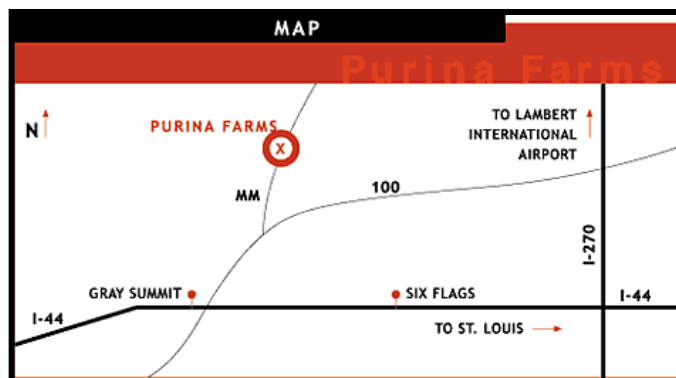 MAP
Purina Farms
N
PURINA FARMS
X
TO LAMBERT
INTERNATIONAL
AIRPORT
MM
100
I-270
GRAY SUMMIT
SIX FLAGS
I-44
I-44
TO ST. LOUIS